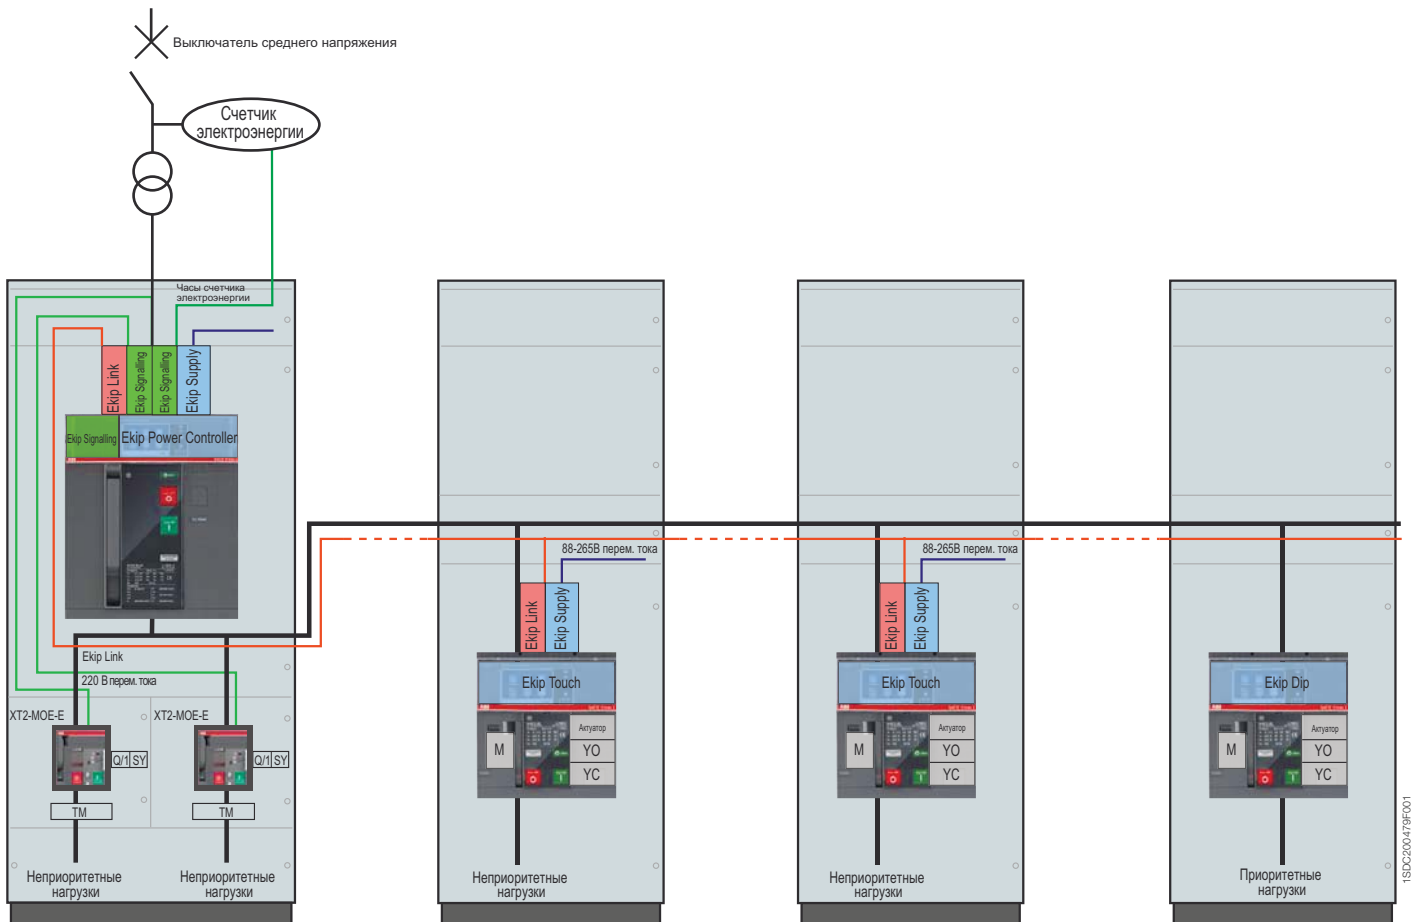 Выключатель среднего напряжения
Счетчик
электроэнергии
Часы счетчика
электроэнергии
Ekip Link
Ekip Signalling
Ekip Signalling
Ekip Supply
Ekip Signalling
Ekip Power Controller
Ekip Link
220 В перем. тока
XT2-MOE-E
XT2-MOE-E
Q/1 SY
Q/1 SY
TM
TM
Неприоритетные
нагрузки
Неприоритетные
нагрузки
88-265В перем. тока
Ekip Link
Ekip Supply
Ekip Touch
M
Актуатор
YO
YC
Неприоритетные
нагрузки
88-265В перем. тока
Ekip Link
Ekip Supply
Ekip Touch
M
Актуатор
YO
YC
Неприоритетные
нагрузки
Ekip Dip
M
Актуатор
YO
YC
Приоритетные
нагрузки
1SDC200479F001